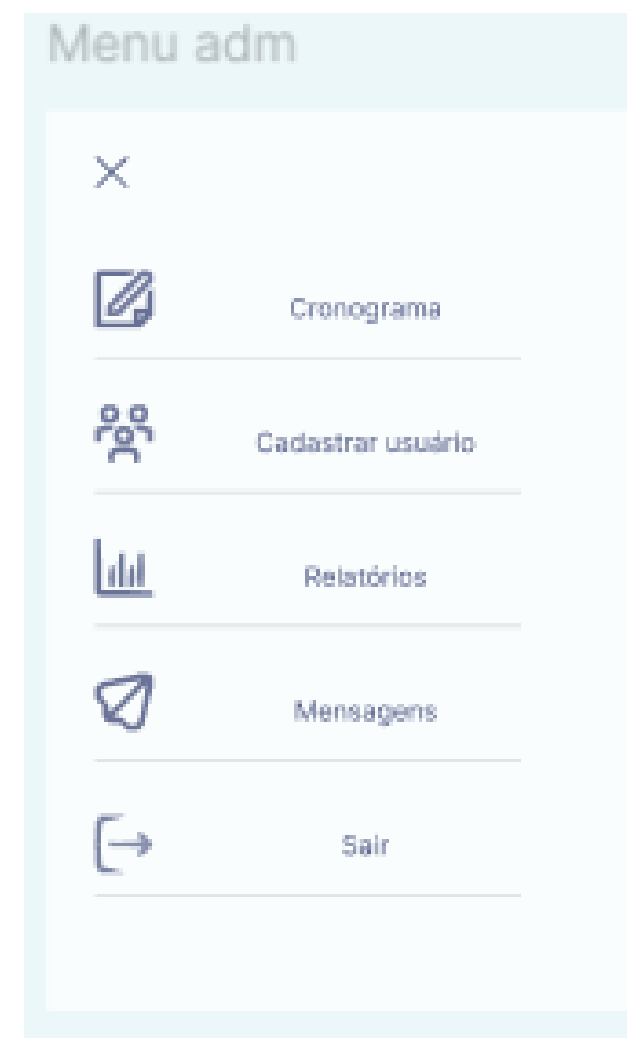 Menu adm
Cronograma
Cadastrar usuário
Relatórios
Mensagens
Sair